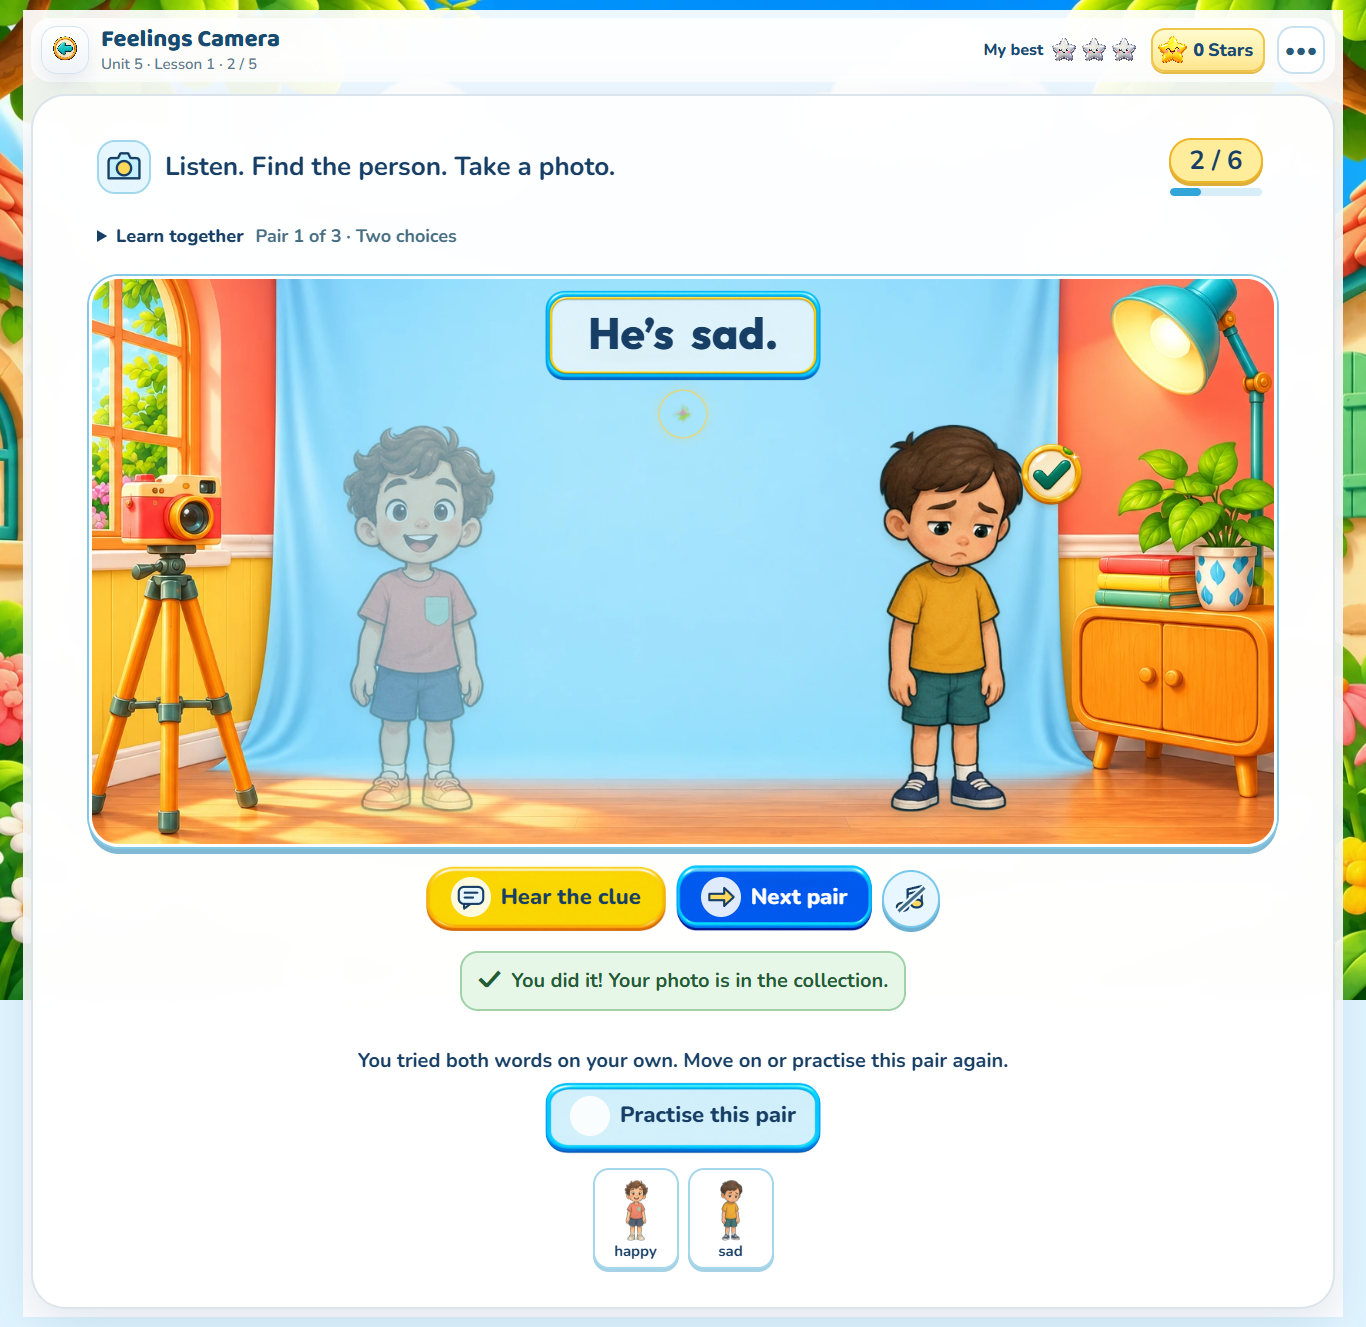 Feelings Camera
Unit 5 · Lesson 1 · 2 / 5
My best
0 Stars
Listen. Find the person. Take a photo.
2 / 6
Learn together Pair 1 of 3 · Two choices
He’s sad.
Hear the clue
Next pair
You did it! Your photo is in the collection.
You tried both words on your own. Move on or practise this pair again.
Practise this pair
happy
sad